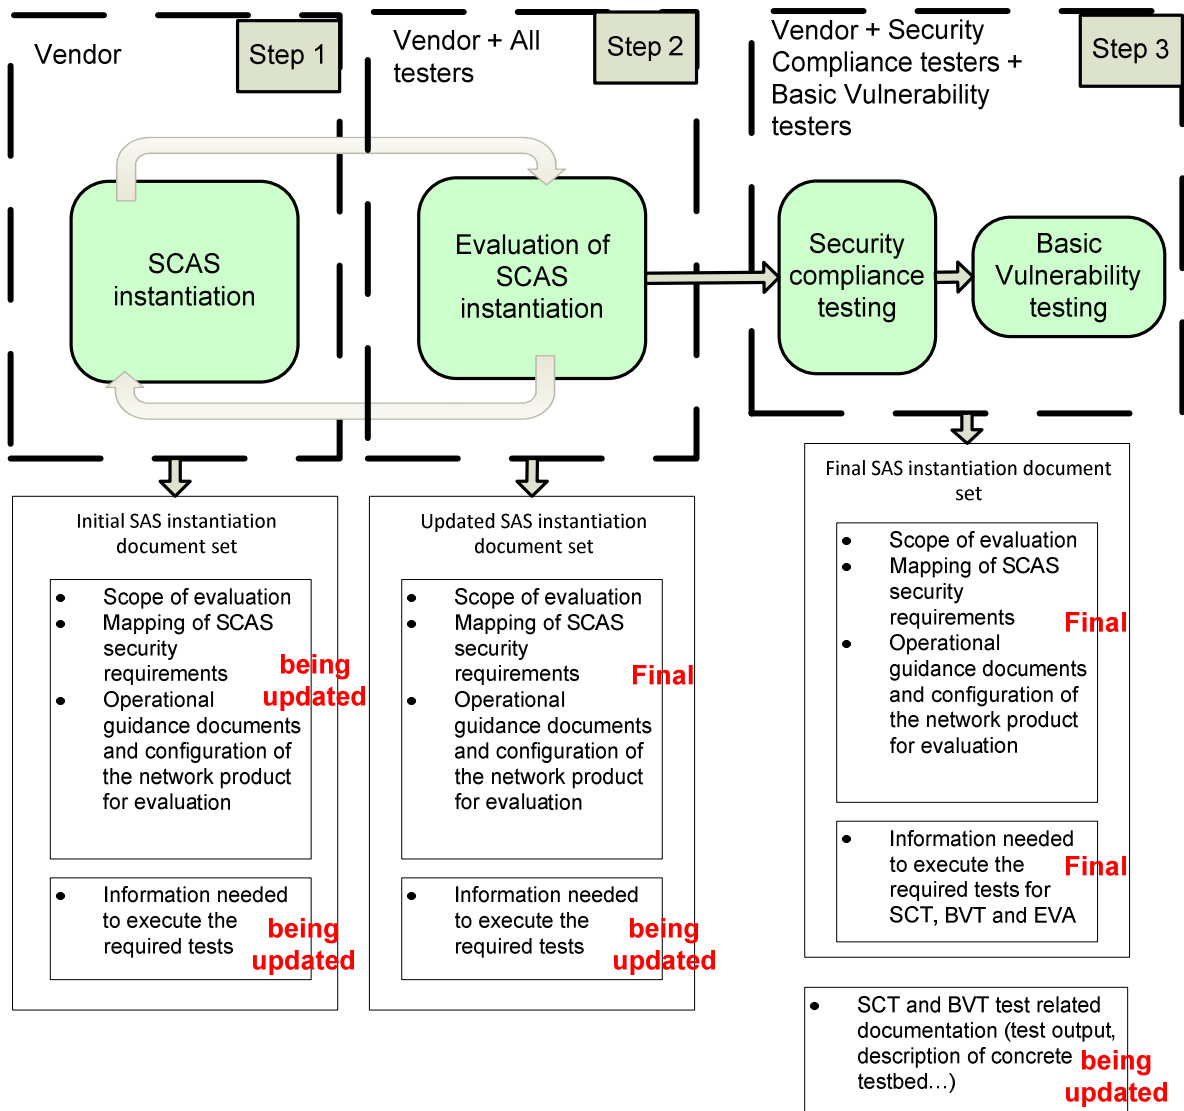 Vendor
Step 1
Vendor + All
testers
Step 2
Vendor + Security
Compliance testers +
Basic Vulnerability
testers
Step 3
SCAS
instantiation
Evaluation of
SCAS
instantiation
Security
compliance
testing
Basic
Vulnerability
testing
Initial SAS instantiation
document set
• Scope of evaluation
• Mapping of SCAS
security
requirements
• Operational
guidance documents
and configuration of
the network product
for evaluation
being
updated
• Information needed
to execute the
required tests
being
updated
Updated SAS instantiation
document set
• Scope of evaluation
• Mapping of SCAS
security
requirements
• Operational
guidance documents
and configuration of
the network product
for evaluation
Final
• Information needed
to execute the
required tests
being
updated
Final SAS instantiation document
set
• Scope of evaluation
• Mapping of SCAS
security
requirements
• Operational
guidance documents
and configuration of
the network product
for evaluation
Final
• Information needed
to execute the
required tests for
SCT, BVT and EVA
Final
• SCT and BVT test related
documentation (test output,
description of concrete
testbed…)
being
updated